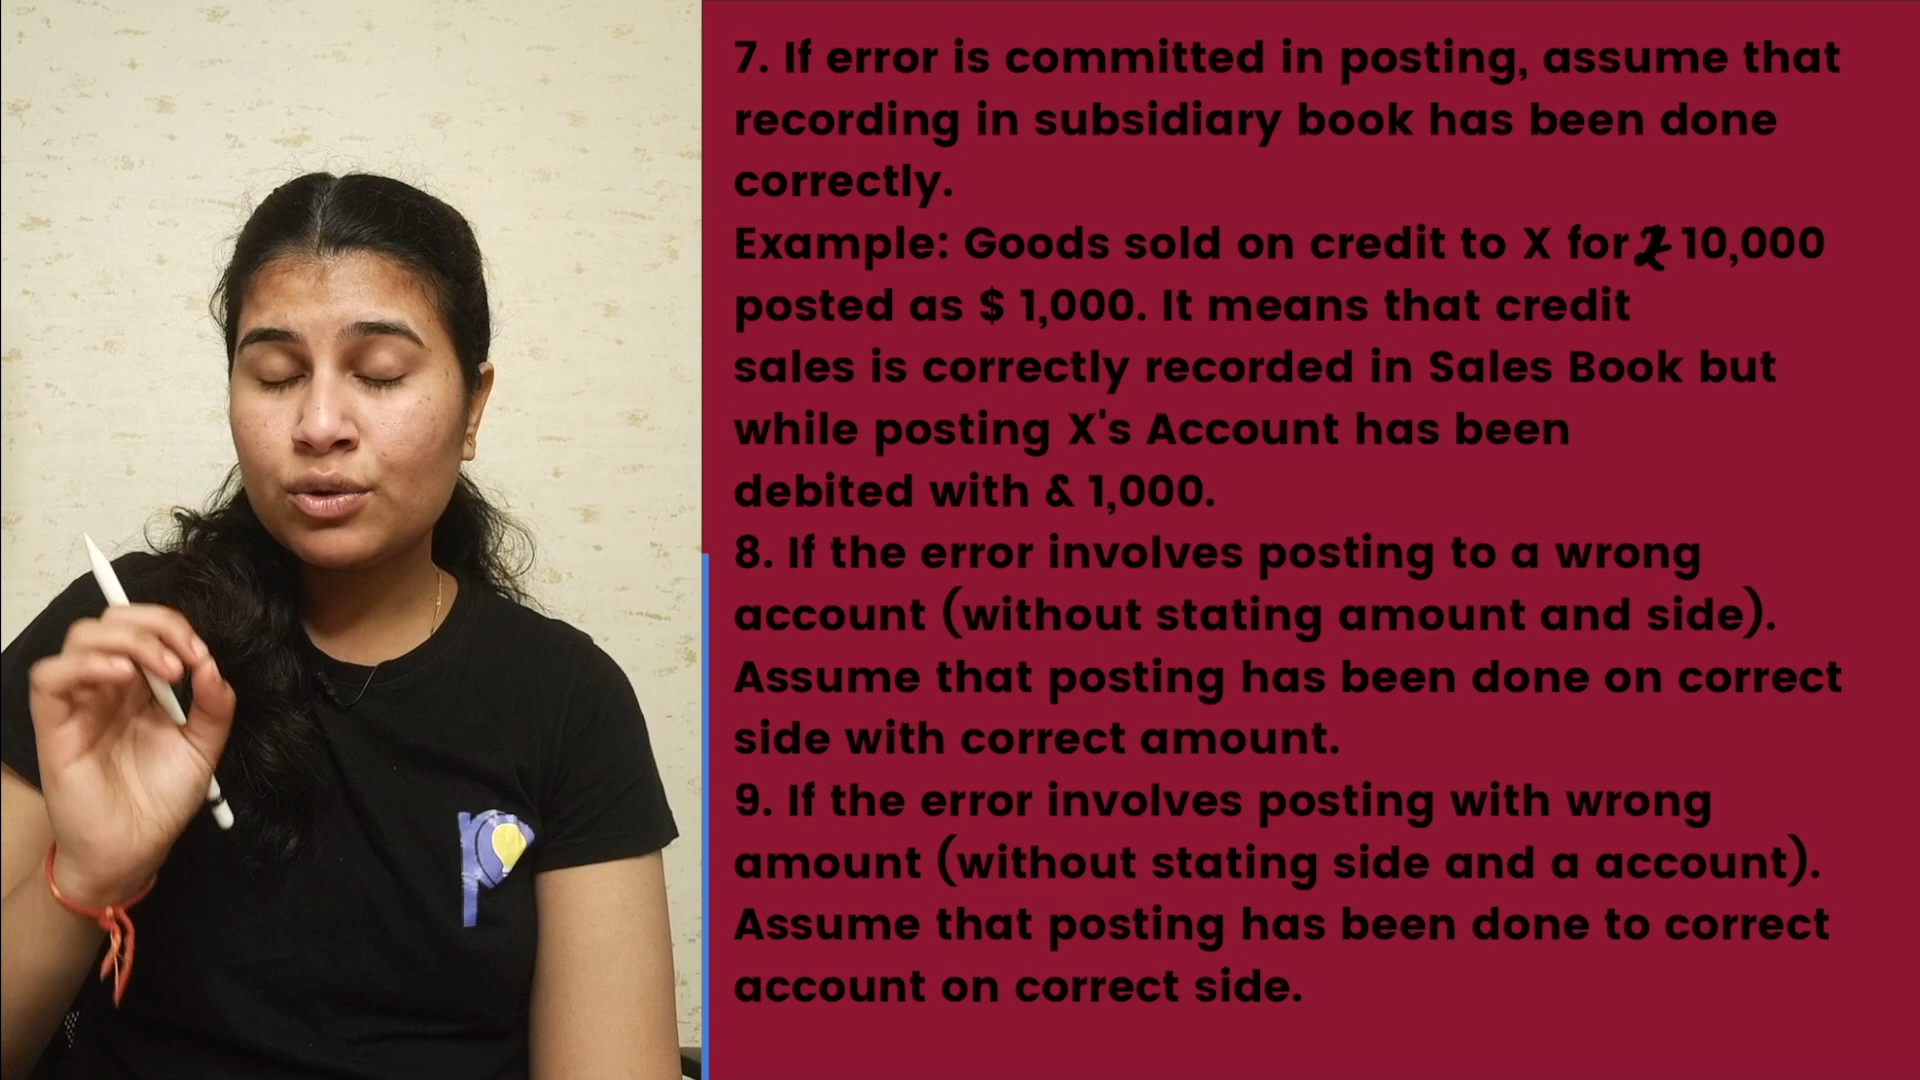 7. If error is committed in posting, assume that
recording in subsidiary book has been done
correctly.
Example: Goods sold on credit to X for 10,000
posted as $ 1,000. It means that credit
sales is correctly recorded in Sales Book but
while posting X's Account has been
debited with & 1,000.
8. If the error involves posting to a wrong
account (without stating amount and side).
Assume that posting has been done on correct
side with correct amount.
9. If the error involves posting with wrong
amount (without stating side and a account).
Assume that posting has been done to correct
account on correct side.